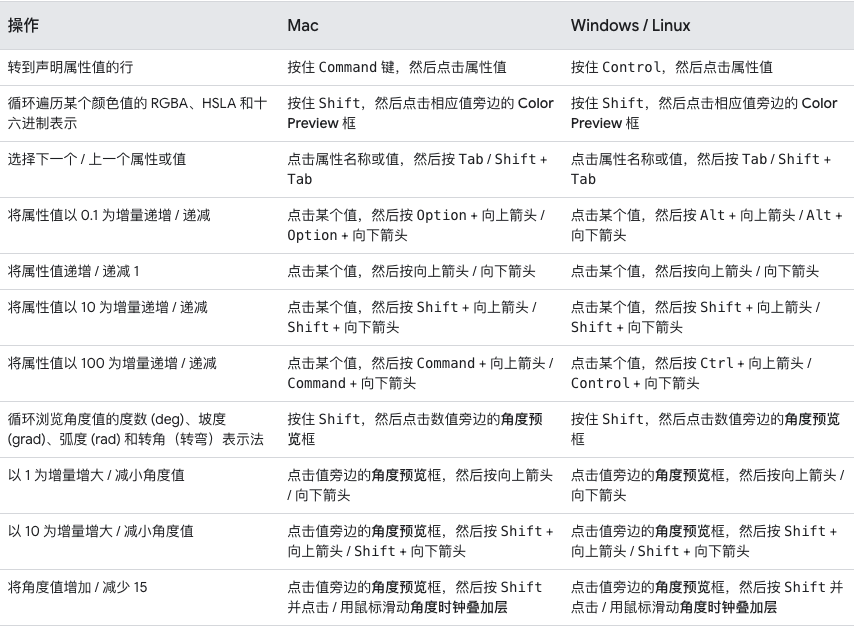 操作 Mac Windows / Linux
转到声明属性值的行 按住 Command 键，然后点击属性值 按住 Control，然后点击属性值
循环遍历某个颜色值的 RGBA、HSLA 和十 按住 Shift，然后点击相应值旁边的 Color 按住 Shift，然后点击相应值旁边的 Color
六进制表示 Preview 框 Preview 框
选择下一个 / 上一个属性或值 点击属性名称或值，然后按 Tab / Shift + 点击属性名称或值，然后按 Tab / Shift +
Tab Tab
将属性值以 0.1 为增量递增 / 递减 点击某个值，然后按 Option + 向上箭头 / 点击某个值，然后按 Alt + 向上箭头 / Alt +
Option + 向下箭头 向下箭头
将属性值递增 / 递减 1 点击某个值，然后按向上箭头 / 向下箭头 点击某个值，然后按向上箭头 / 向下箭头
将属性值以 10 为增量递增 / 递减 点击某个值，然后按 Shift + 向上箭头 / 点击某个值，然后按 Shift + 向上箭头 /
Shift + 向下箭头 Shift + 向下箭头
将属性值以 100 为增量递增 / 递减 点击某个值，然后按 Command + 向上箭头 / 点击某个值，然后按 Ctrl + 向上箭头 /
Command + 向下箭头 Control + 向下箭头
循环浏览角度值的度数 (deg)、坡度 按住 Shift，然后点击数值旁边的角度预 按住 Shift，然后点击数值旁边的角度预览
(grad)、弧度 (rad) 和转角（转弯）表示法 览框 框
以 1 为增量增大 / 减小角度值 点击值旁边的角度预览框，然后按向上箭头 点击值旁边的角度预览框，然后按向上箭头 /
/ 向下箭头 向下箭头
以 10 为增量增大 / 减小角度值 点击值旁边的角度预览框，然后按 Shift + 点击值旁边的角度预览框，然后按 Shift +
向上箭头 / Shift + 向下箭头 向上箭头 / Shift + 向下箭头
将角度值增加 / 减少 15 点击值旁边的角度预览框，然后按 Shift 点击值旁边的角度预览框，然后按 Shift 并
并点击 / 用鼠标滑动角度时钟叠加层 点击 / 用鼠标滑动角度时钟叠加层